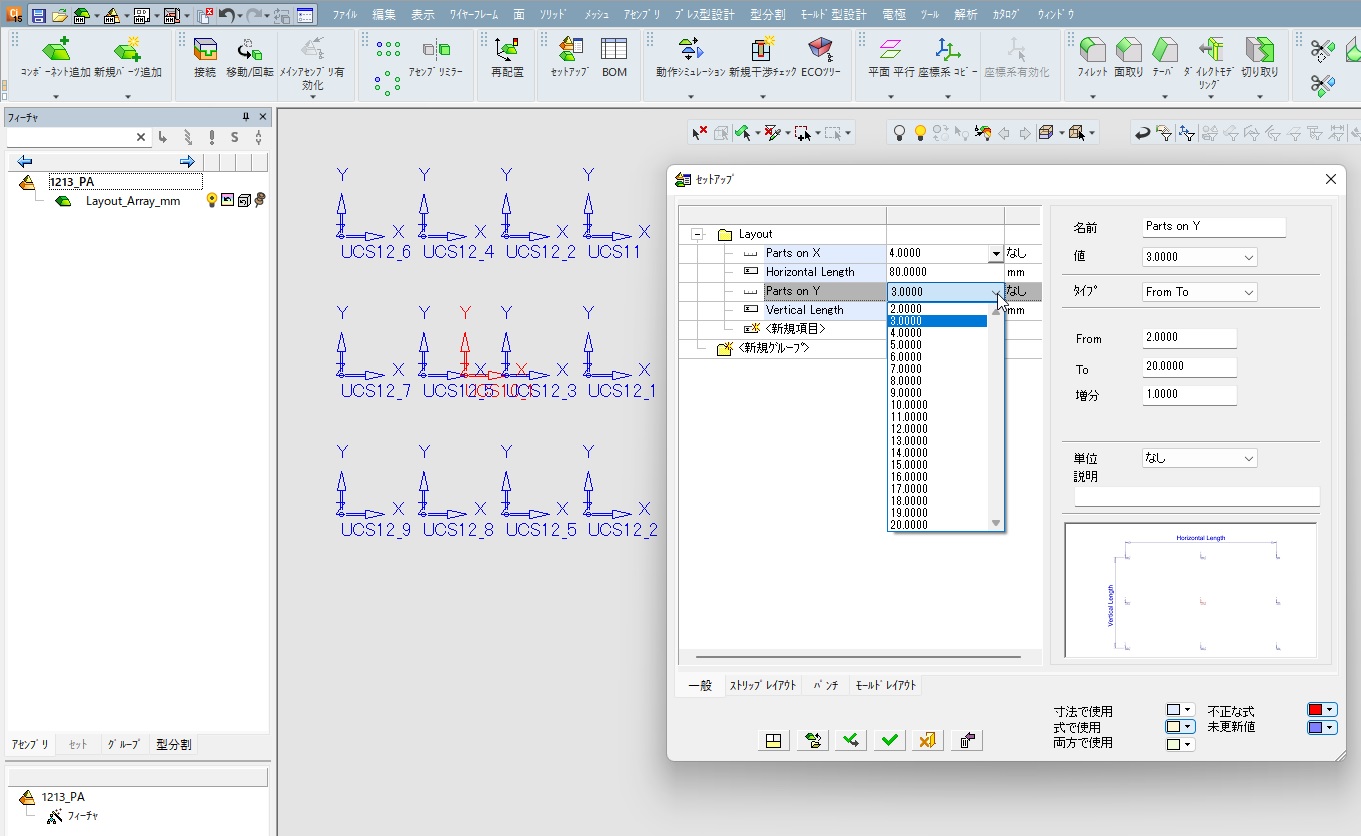 15
ファイル 編集 表示 ワイヤーフレーム 面 ソリッド メッシュ アセンブリ プレス型設計 型分割 モールド型設計 電極 ツール 解析 カタログ ウィンドウ
コンポーネント追加 新規パーツ追加 接続 移動/回転 メインアセンブリ有効化 アセンブリミラー 再配置 セットアップ BOM 動作シミュレーション 新規干渉チェック ECOツリー 平面 平行 座標系 コピー 座標系有効化 フィレット 面取り テーパ ダイレクトモデリング 切り取り
フィーチャ
S
1213_PA
Layout_Array_mm
アセンブリ セット グループ 型分割
1213_PA
フィーチャ
Y Y Y Y
X X X X
Z Z Z Z
UCS12_6 UCS12_4 UCS12_2 UCS11
Y Y Y Y Y
X X X X X
UCS12_7 UCS12_3 UCS12_1
Y Y Y Y
X X X X
UCS12_9 UCS12_8 UCS12_5 UCS12_2
セットアップ
Layout
Parts on X 4.0000 なし
Horizontal Length 80.0000 mm
Parts on Y 3.0000 なし
Vertical Length mm
<新規項目>
<新規グループ>
2.0000
3.0000
4.0000
5.0000
6.0000
7.0000
8.0000
9.0000
10.0000
11.0000
12.0000
13.0000
14.0000
15.0000
16.0000
17.0000
18.0000
19.0000
20.0000
名前 Parts on Y
値 3.0000
タイプ From To
From 2.0000
To 20.0000
増分 1.0000
単位 なし
説明
Horizontal Length
Vertical Length
一般 ストリップレイアウト パンチ モールドレイアウト
寸法で使用 不正な式
式で使用 未更新値
両方で使用